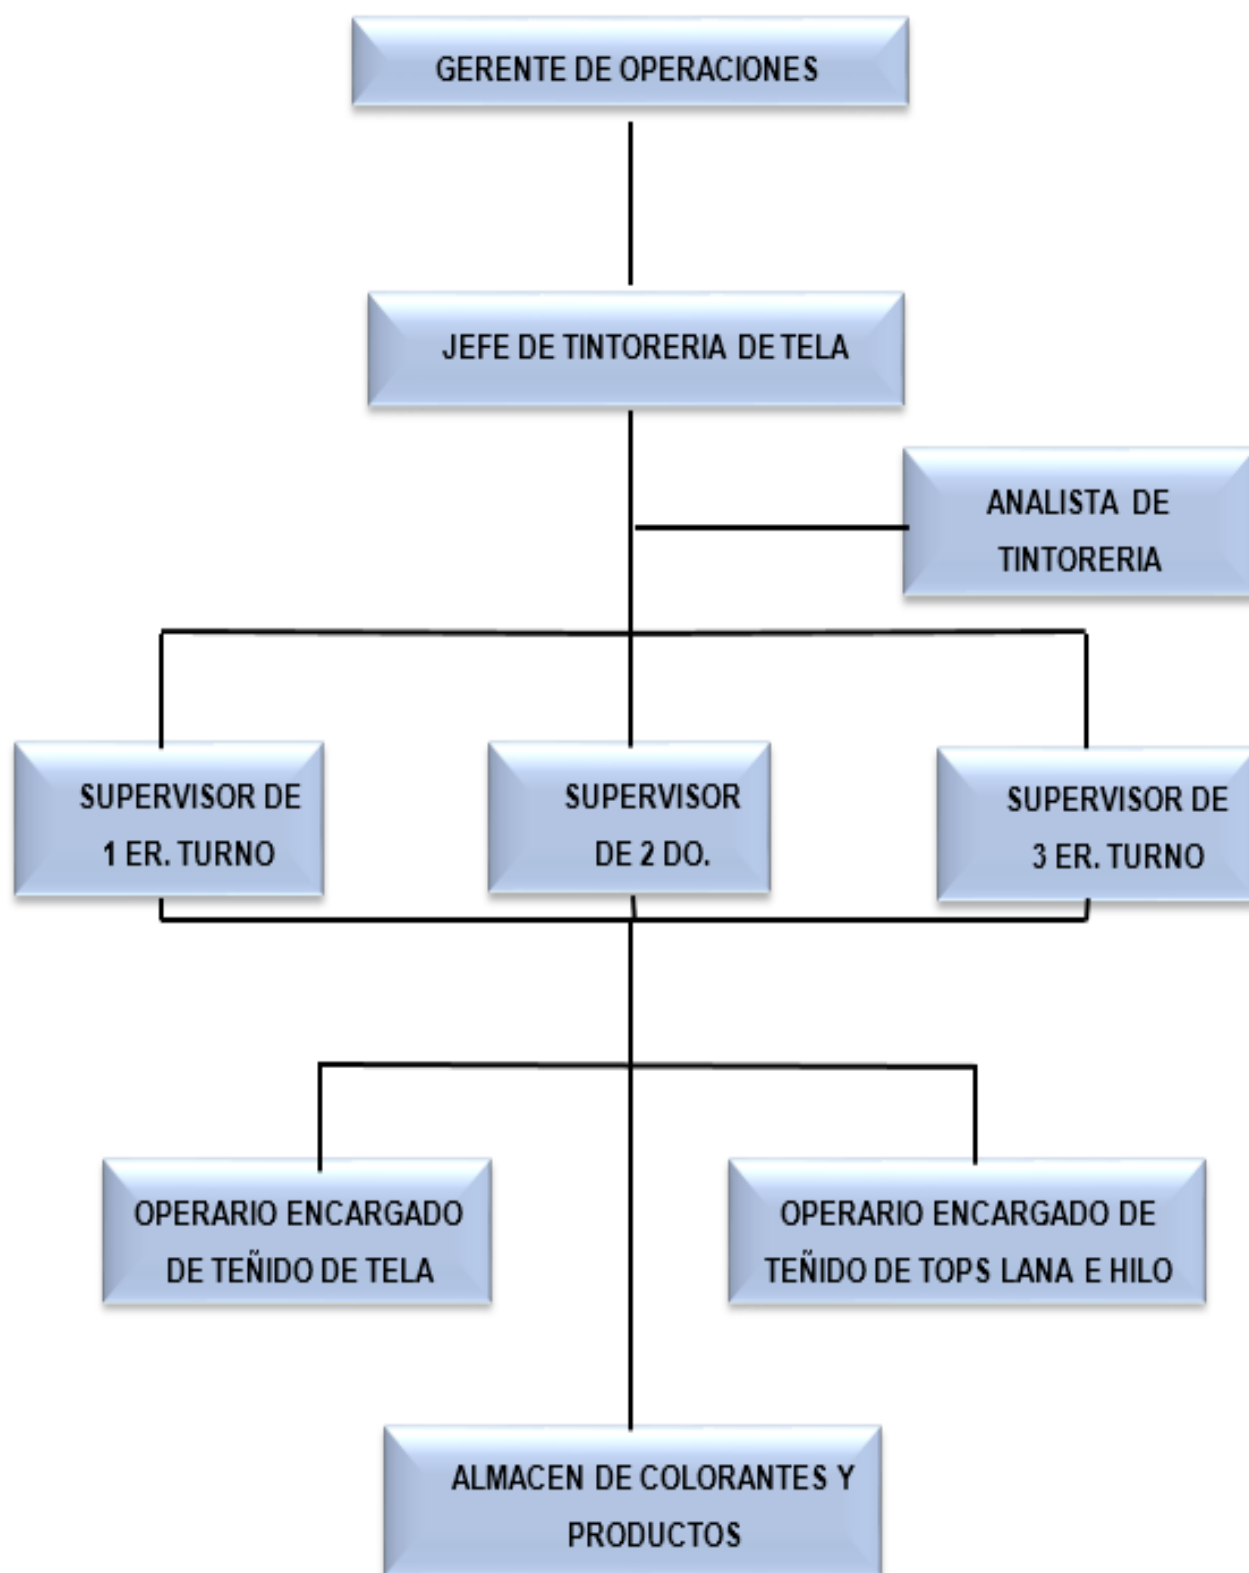 GERENTE DE OPERACIONES
JEFE DE TINTORERIA DE TELA
ANALISTA DE
TINTORERIA
SUPERVISOR DE
1 ER. TURNO
SUPERVISOR
DE 2 DO.
SUPERVISOR DE
3 ER. TURNO
OPERARIO ENCARGADO
DE TEÑIDO DE TELA
OPERARIO ENCARGADO DE
TEÑIDO DE TOPS LANA E HILO
ALMACEN DE COLORANTES Y
PRODUCTOS